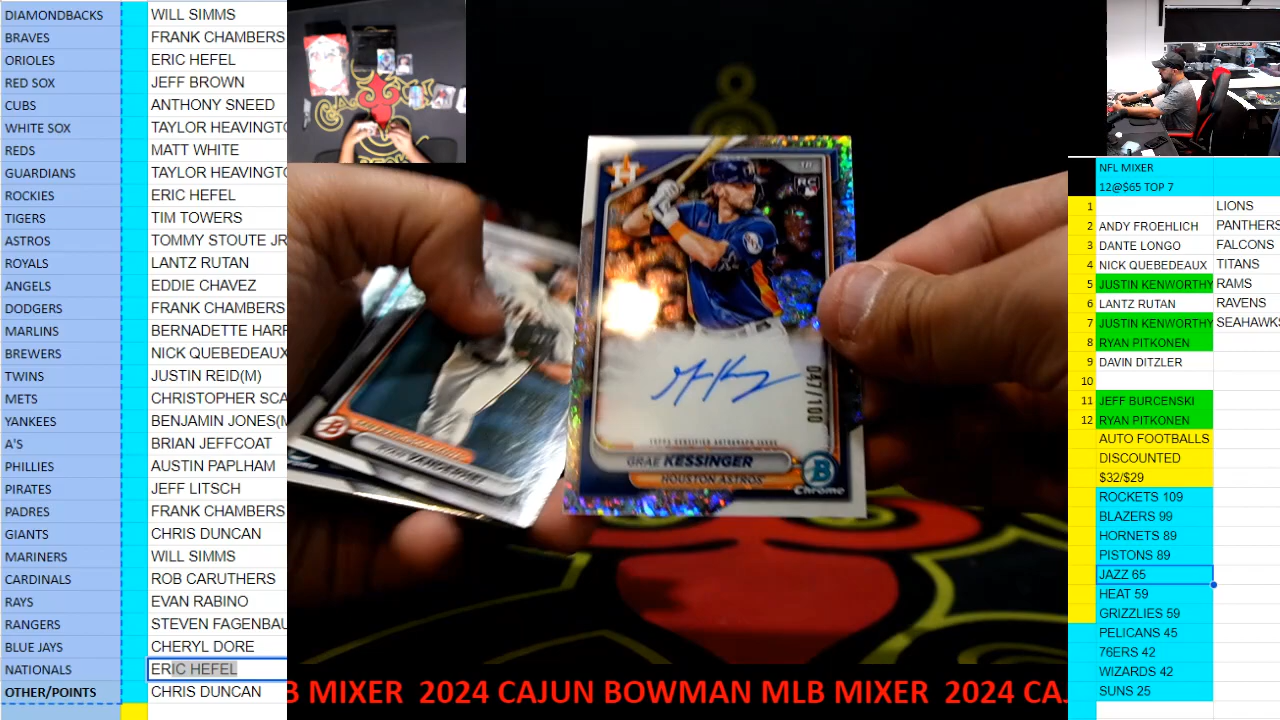 DIAMONDBACKS WILL SIMMS
BRAVES FRANK CHAMBERS
ORIOLES ERIC HEFEL
RED SOX JEFF BROWN
CUBS ANTHONY SNEED
WHITE SOX TAYLOR HEAVINGTO
REDS MATT WHITE
GUARDIANS TAYLOR HEAVINGTO
ROCKIES ERIC HEFEL
TIGERS TIM TOWERS
ASTROS TOMMY STOUTE JR
ROYALS LANTZ RUTAN
ANGELS EDDIE CHAVEZ
DODGERS FRANK CHAMBERS
MARLINS BERNADETTE HARR
BREWERS NICK QUEBEDEAUX
TWINS JUSTIN REID(M)
METS CHRISTOPHER SCA
YANKEES BENJAMIN JONES(M
A'S BRIAN JEFFCOAT
PHILLIES AUSTIN PAPLHAM
PIRATES JEFF LITSCH
PADRES FRANK CHAMBERS
GIANTS CHRIS DUNCAN
MARINERS WILL SIMMS
CARDINALS ROB CARUTHERS
RAYS EVAN RABINO
RANGERS STEVEN FAGENBAU
BLUE JAYS CHERYL DORE
NATIONALS ERIC HEFEL
OTHER/POINTS CHRIS DUNCAN
H
RC
047/100
TOPPS CERTIFIED AUTOGRAPH ISSUE
GRAE KESSINGER
HOUSTON ASTROS
B
Chrome
B
B MIXER 2024 CAJUN BOWMAN MLB MIXER 2024 CA
NFL MIXER
12@$65 TOP 7
1 LIONS
2 ANDY FROEHLICH PANTHERS
3 DANTE LONGO FALCONS
4 NICK QUEBEDEAUX TITANS
5 JUSTIN KENWORTHY RAMS
6 LANTZ RUTAN RAVENS
7 JUSTIN KENWORTHY SEAHAWKS
8 RYAN PITKONEN
9 DAVIN DITZLER
10
11 JEFF BURCENSKI
12 RYAN PITKONEN
AUTO FOOTBALLS
DISCOUNTED
$32/$29
ROCKETS 109
BLAZERS 99
HORNETS 89
PISTONS 89
JAZZ 65
HEAT 59
GRIZZLIES 59
PELICANS 45
76ERS 42
WIZARDS 42
SUNS 25